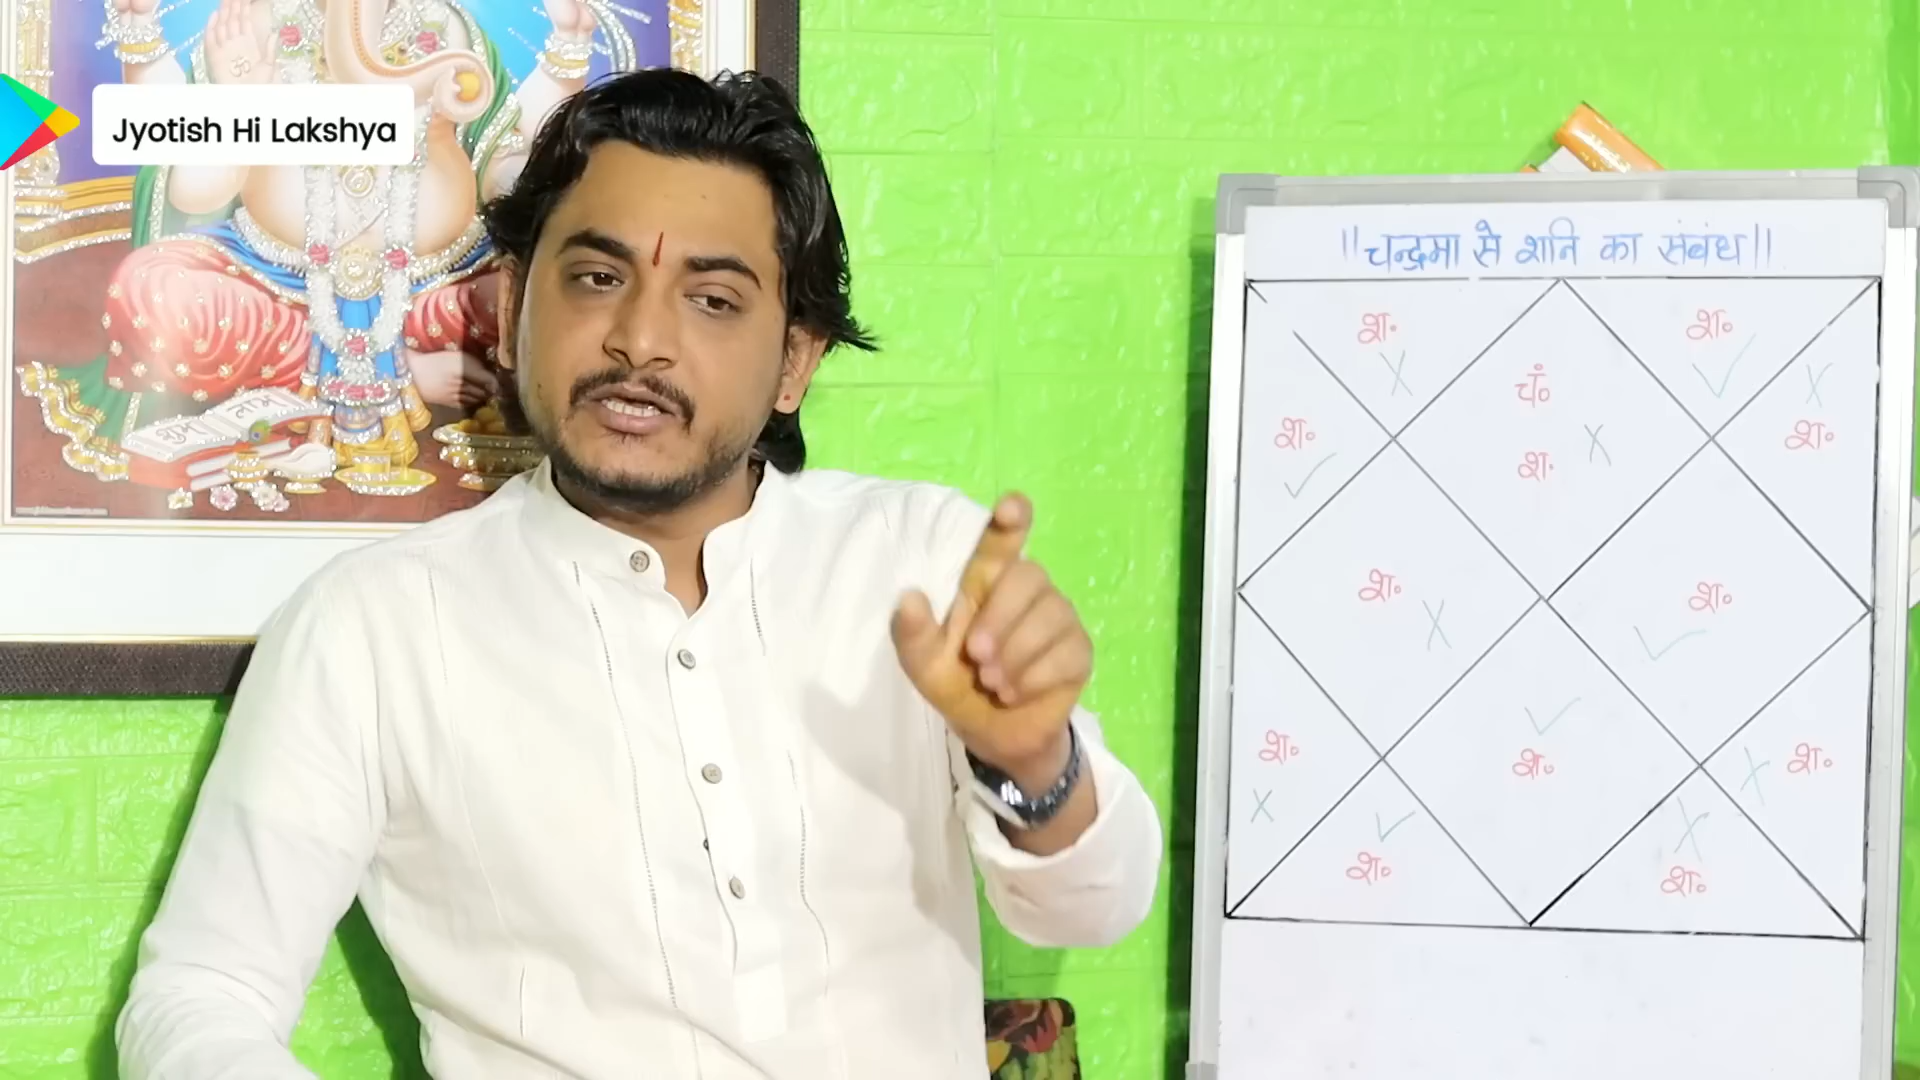 Jyotish Hi Lakshya
शुभ लाभ
ॐ
||चन्द्रमा से शनि का संबंध||
श॰ श॰
चं॰
श॰ श॰ श॰
श॰ श॰
श॰ श॰ श॰
श॰ श॰